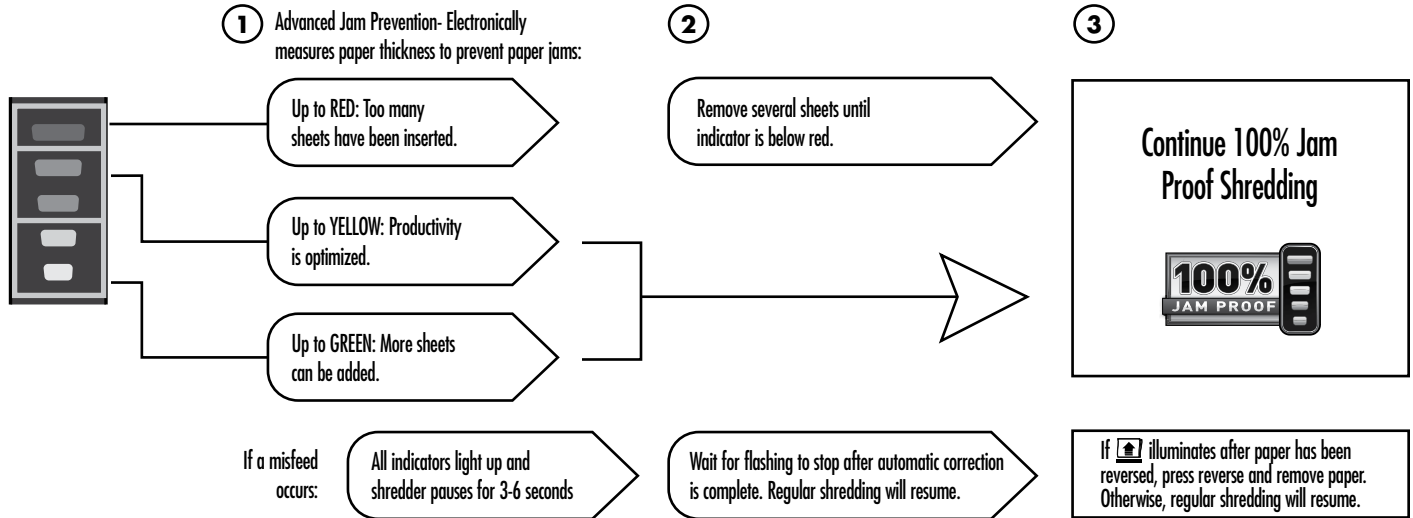 1 Advanced Jam Prevention- Electronically
measures paper thickness to prevent paper jams:
2
3
Up to RED: Too many
sheets have been inserted.
Remove several sheets until
indicator is below red.
Up to YELLOW: Productivity
is optimized.
Up to GREEN: More sheets
can be added.
Continue 100% Jam
Proof Shredding
100%
JAM PROOF
If a misfeed
occurs:
All indicators light up and
shredder pauses for 3-6 seconds
Wait for flashing to stop after automatic correction
is complete. Regular shredding will resume.
If illuminates after paper has been
reversed, press reverse and remove paper.
Otherwise, regular shredding will resume.